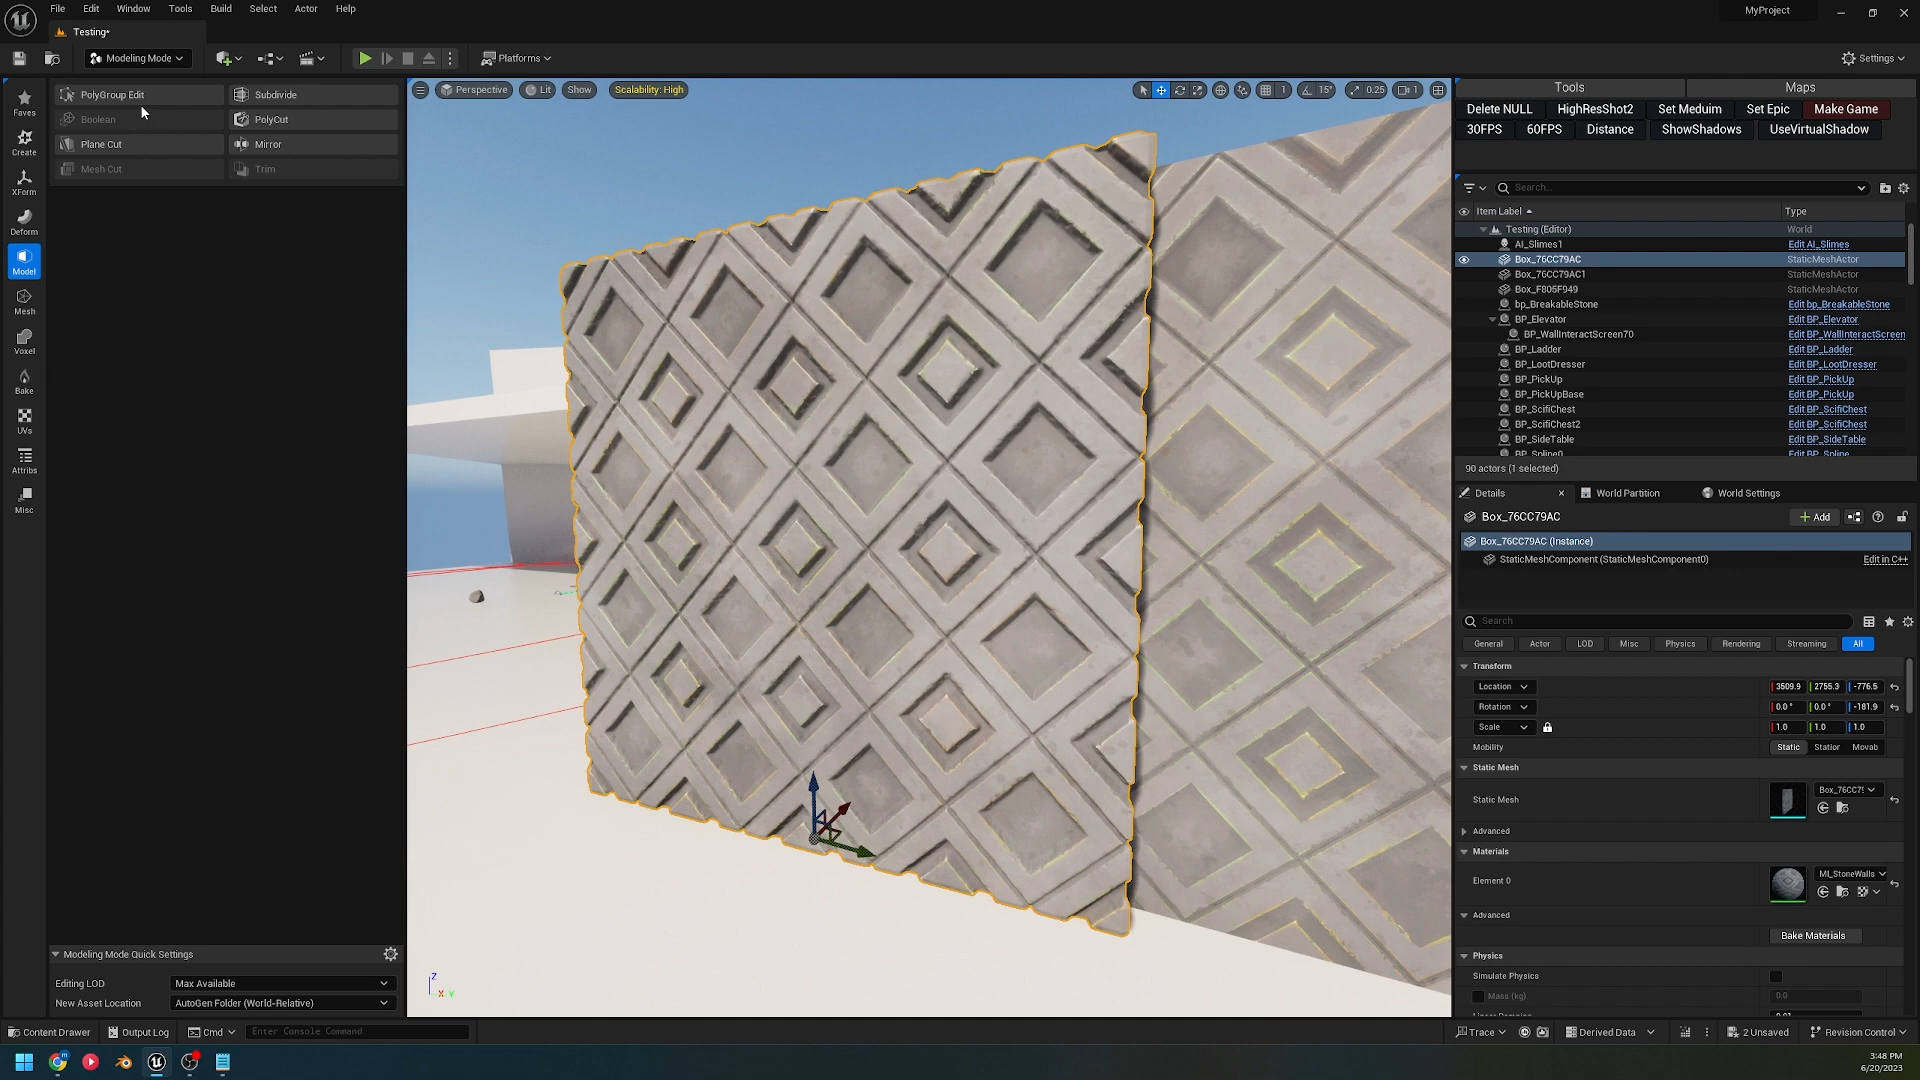 File Edit Window Tools Build Select Actor Help
MyProject
Testing•
Modeling Mode
Platforms
Settings
Faves
Create
XForm
Deform
Model
Mesh
Voxel
Bake
UVs
Attribs
Misc
PolyGroup Edit
Subdivide
Boolean
PolyCut
Plane Cut
Mirror
Mesh Cut
Trim
Modeling Mode Quick Settings
Editing LOD Max Available
New Asset Location AutoGen Folder (World-Relative)
Perspective Lit Show Scalability: High
1 15° 0.25 1
Z
X Y
Tools Maps
Delete NULL HighResShot2 Set Meduim Set Epic Make Game
30FPS 60FPS Distance ShowShadows UseVirtualShadow
Search...
Item Label Type
Testing (Editor) World
AI_Slimes1 Edit AI_Slimes
Box_76CC79AC StaticMeshActor
Box_76CC79AC1 StaticMeshActor
Box_F805F949 StaticMeshActor
bp_BreakableStone Edit bp_BreakableStone
BP_Elevator Edit BP_Elevator
BP_WallInteractScreen70 Edit BP_WallInteractScreen
BP_Ladder Edit BP_Ladder
BP_LootDresser Edit BP_LootDresser
BP_PickUp Edit BP_PickUp
BP_PickUpBase Edit BP_PickUp
BP_ScifiChest Edit BP_ScifiChest
BP_ScifiChest2 Edit BP_ScifiChest
BP_SideTable Edit BP_SideTable
BP_Spline0 Edit BP_Spline
90 actors (1 selected)
Details World Partition World Settings
Box_76CC79AC
Add
Box_76CC79AC (Instance)
StaticMeshComponent (StaticMeshComponent0) Edit in C++
Search
General Actor LOD Misc Physics Rendering Streaming All
Transform
Location 3509.9 2755.3 -776.5
Rotation 0.0° 0.0° -181.9
Scale 1.0 1.0 1.0
Mobility Static Station Movab
Static Mesh
Static Mesh Box_76CC79
Advanced
Materials
Element 0 MI_StoneWalls
Advanced
Bake Materials
Physics
Simulate Physics
Mass (kg) 0.0
Content Drawer Output Log Cmd Enter Console Command
Trace Derived Data 2 Unsaved Revision Control
3:48 PM
6/20/2023